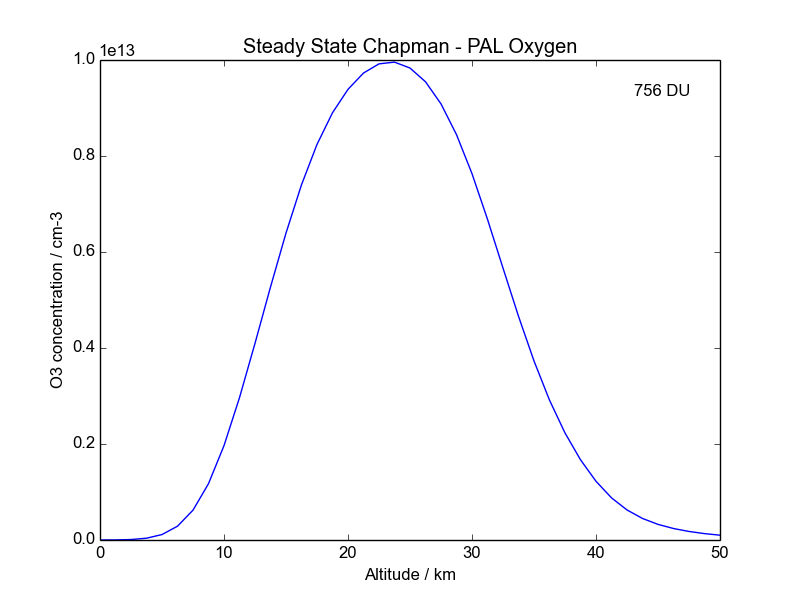 Steady State Chapman - PAL Oxygen
1e13
756 DU
1.0
0.8
0.6
0.4
0.2
0.0
O3 concentration / cm-3
0 10 20 30 40 50
Altitude / km